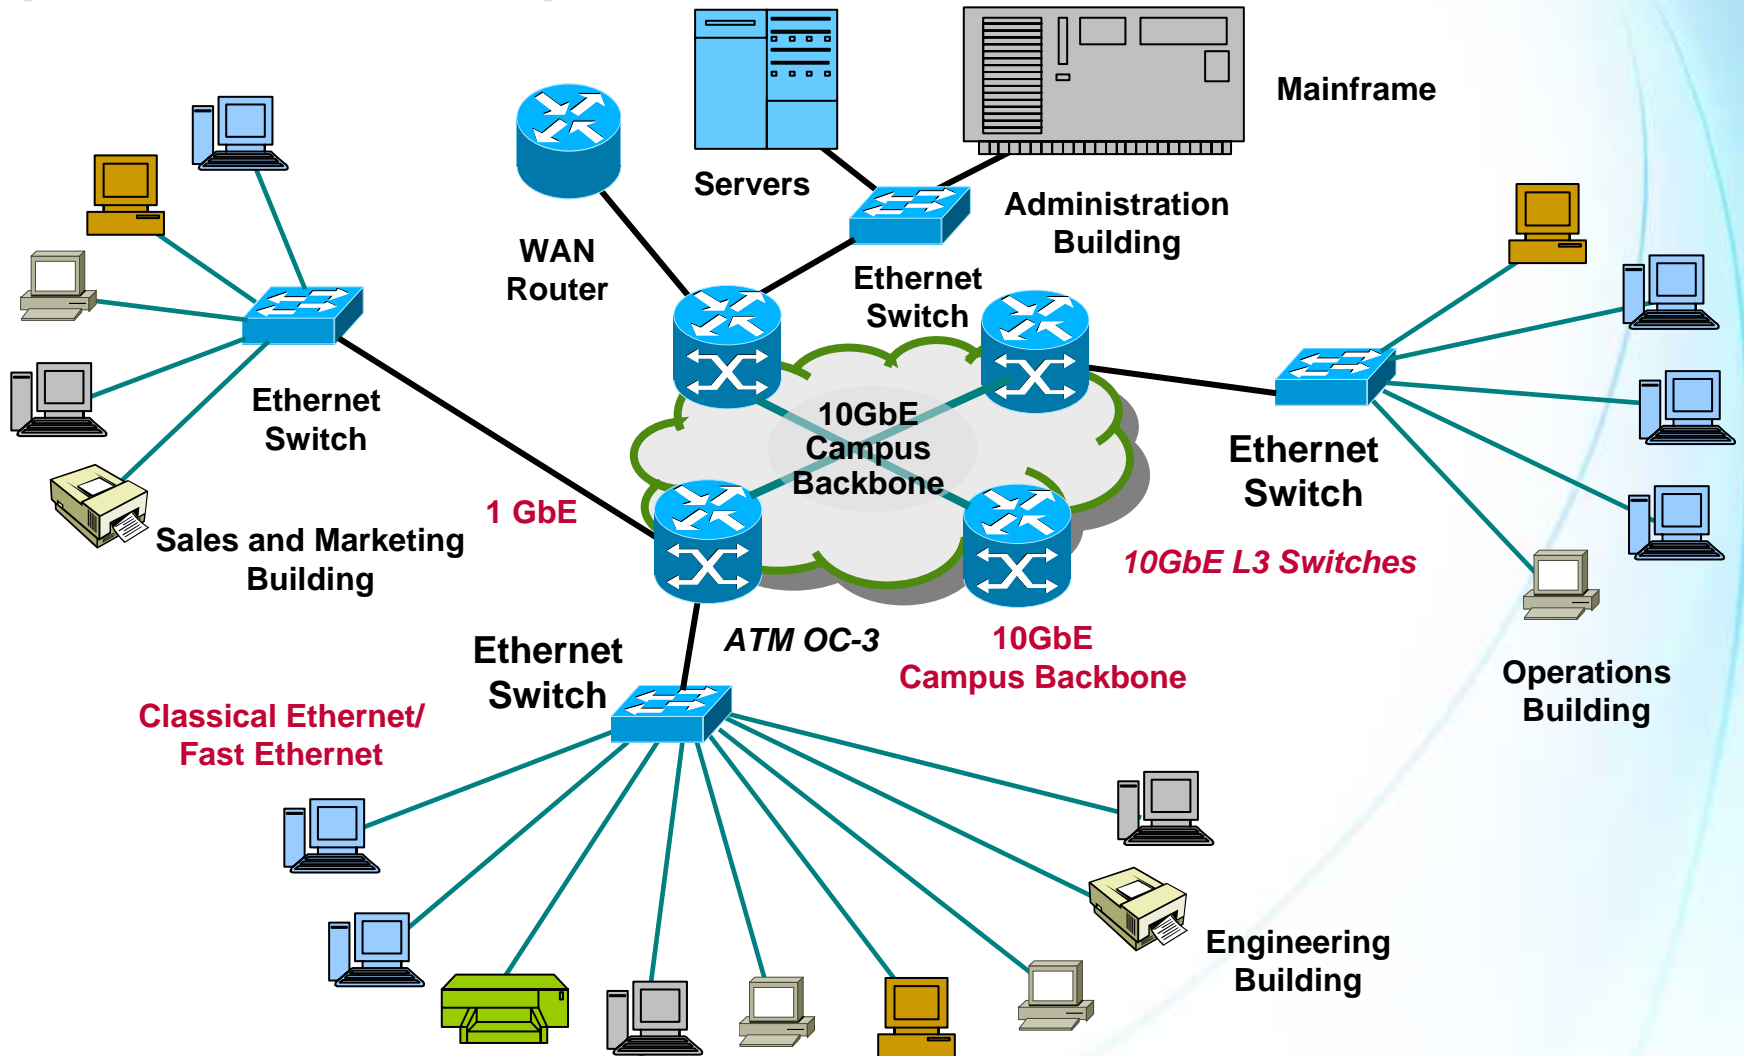 Mainframe
Servers
Administration
Building
WAN
Router
Ethernet
Switch
Ethernet
Switch
10GbE
Campus
Backbone
Ethernet
Switch
1 GbE
Sales and Marketing
Building
10GbE L3 Switches
ATM OC-3
10GbE
Campus Backbone
Ethernet
Switch
Operations
Building
Classical Ethernet/
Fast Ethernet
Engineering
Building